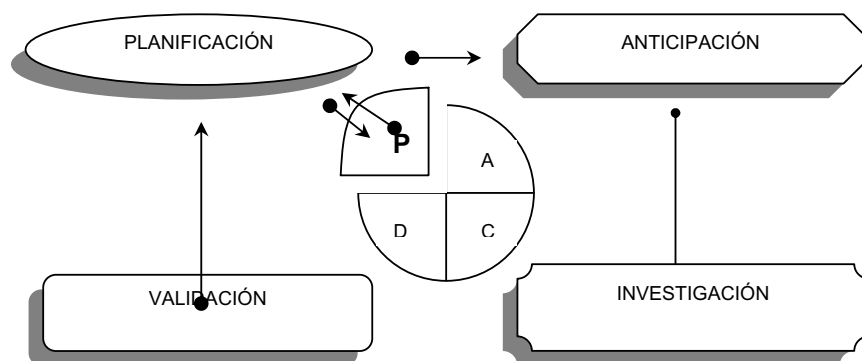 PLANIFICACIÓN
ANTICIPACIÓN
P
A
D
C
VALIDACIÓN
INVESTIGACIÓN